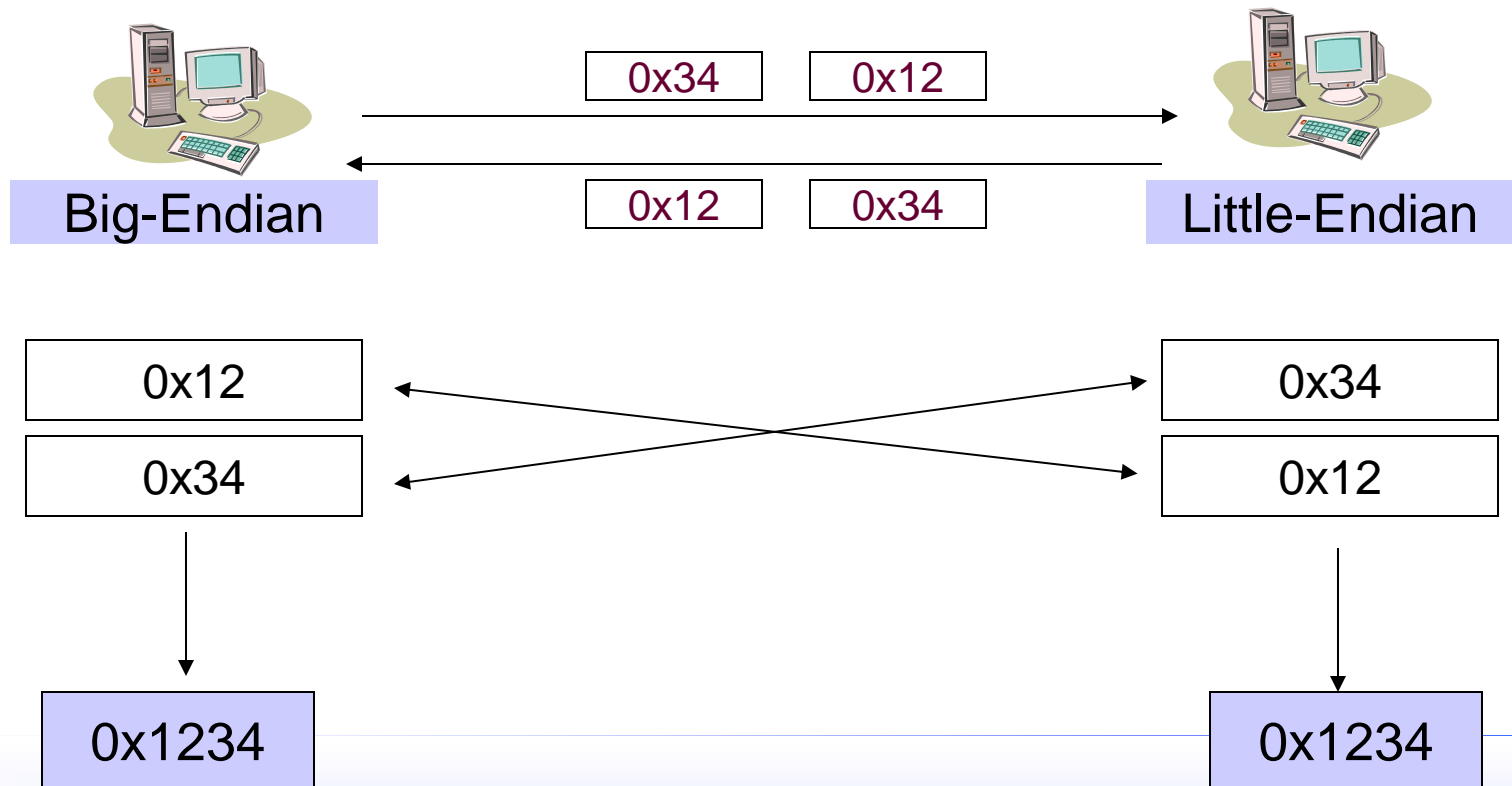 0x34 0x12
0x12 0x34
Big-Endian Little-Endian
0x12 0x34
0x34 0x12
0x1234 0x1234